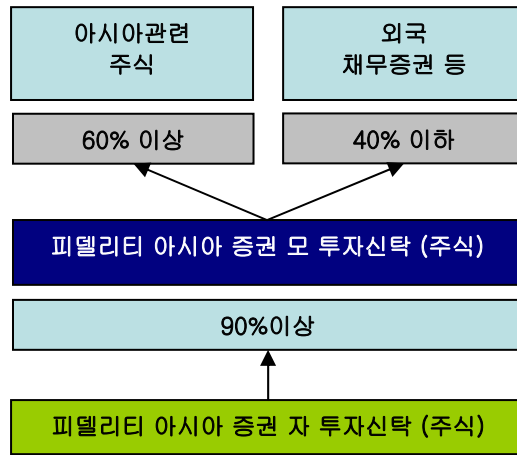 아시아관련
주식
외국
채무증권 등
60% 이상
40% 이하
피델리티 아시아 증권 모 투자신탁 (주식)
90%이상
피델리티 아시아 증권 자 투자신탁 (주식)